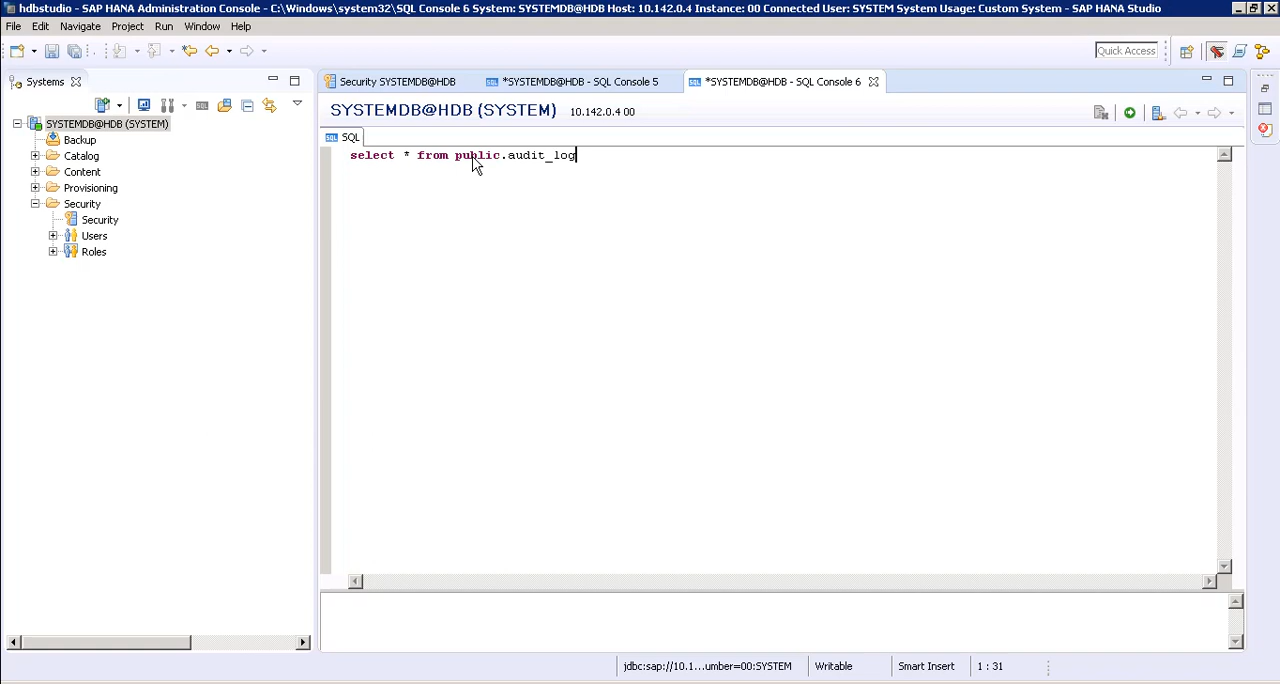 hdbstudio - SAP HANA Administration Console - C:\Windows\system32\SQL Console 6 System: SYSTEMDB@HDB Host: 10.142.0.4 Instance: 00 Connected User: SYSTEM System Usage: Custom System - SAP HANA Studio
File Edit Navigate Project Run Window Help
Quick Access
Systems
Security SYSTEMDB@HDB
*SYSTEMDB@HDB - SQL Console 5
*SYSTEMDB@HDB - SQL Console 6
SYSTEMDB@HDB (SYSTEM) 10.142.0.4 00
SYSTEMDB@HDB (SYSTEM)
Backup
Catalog
Content
Provisioning
Security
Security
Users
Roles
SQL
select * from public.audit_log
jdbc:sap://10.1...umber=00:SYSTEM
Writable
Smart Insert
1 : 31